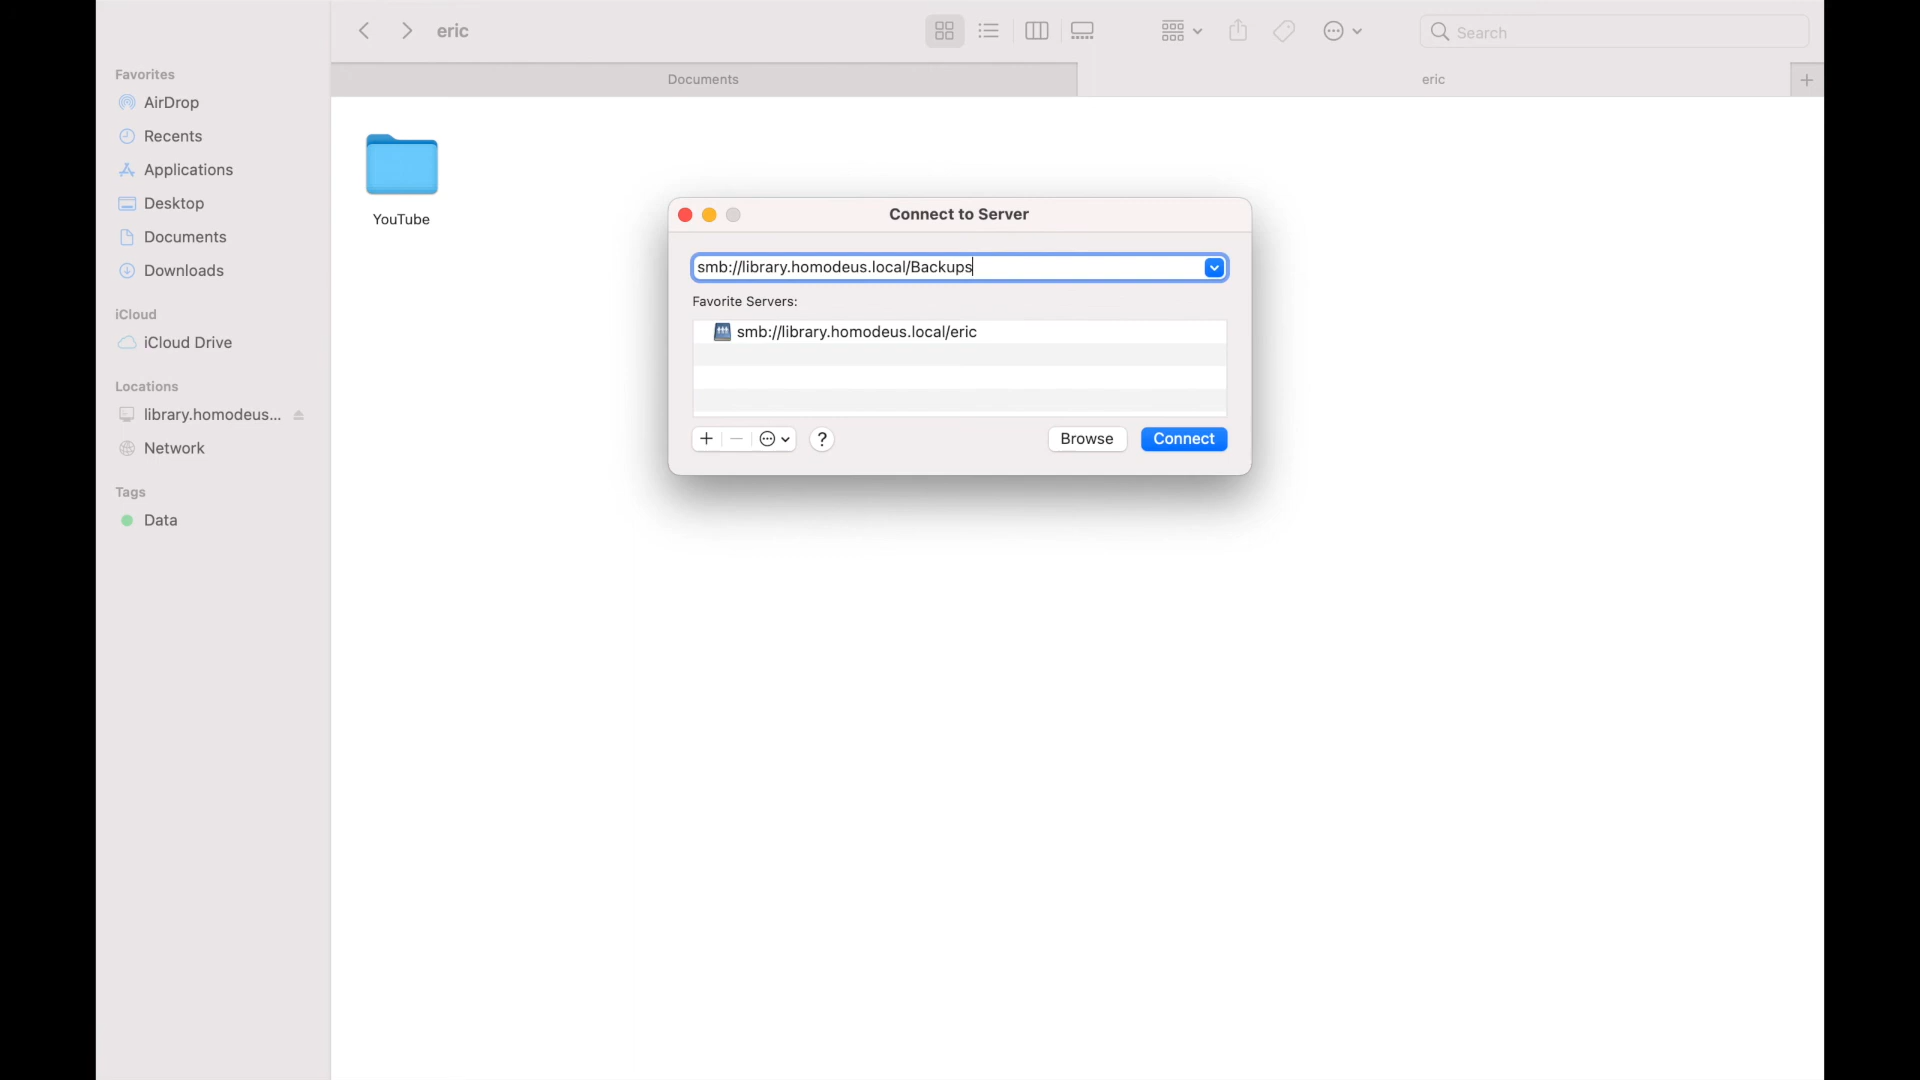 eric
Search
Documents
eric
Favorites
AirDrop
Recents
Applications
Desktop
Documents
Downloads
iCloud
iCloud Drive
Locations
library.homodeus...
Network
Tags
Data
YouTube
Connect to Server
smb://library.homodeus.local/Backups
Favorite Servers:
smb://library.homodeus.local/eric
?
Browse
Connect